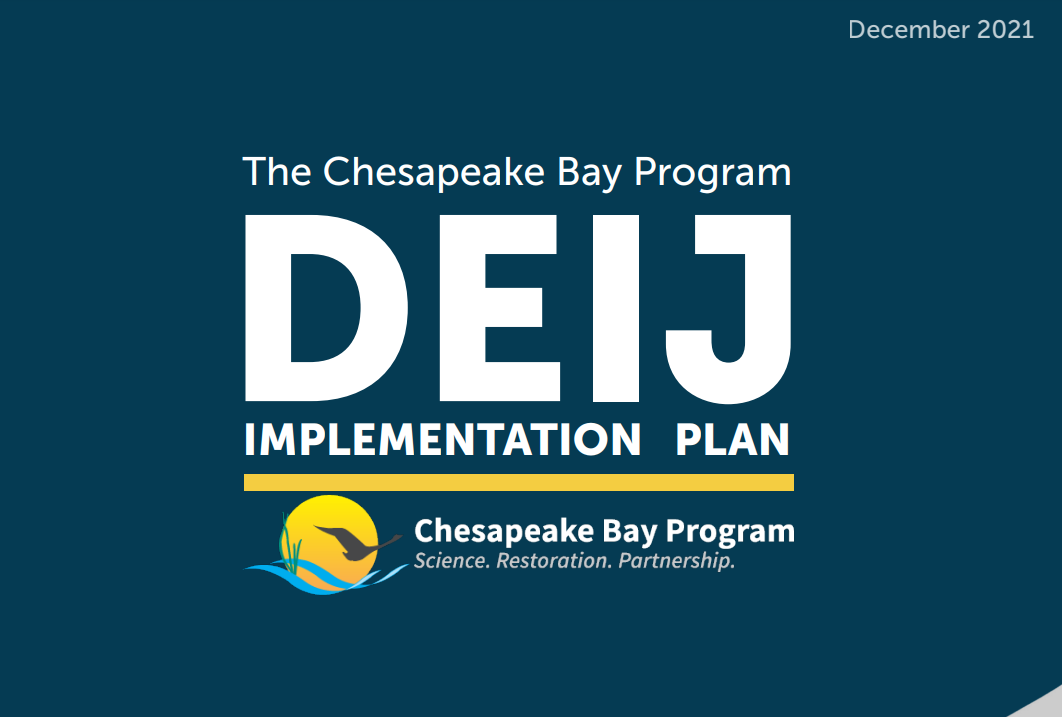 December 2021
The Chesapeake Bay Program
DEIJ
IMPLEMENTATION PLAN
Chesapeake Bay Program
Science. Restoration. Partnership.